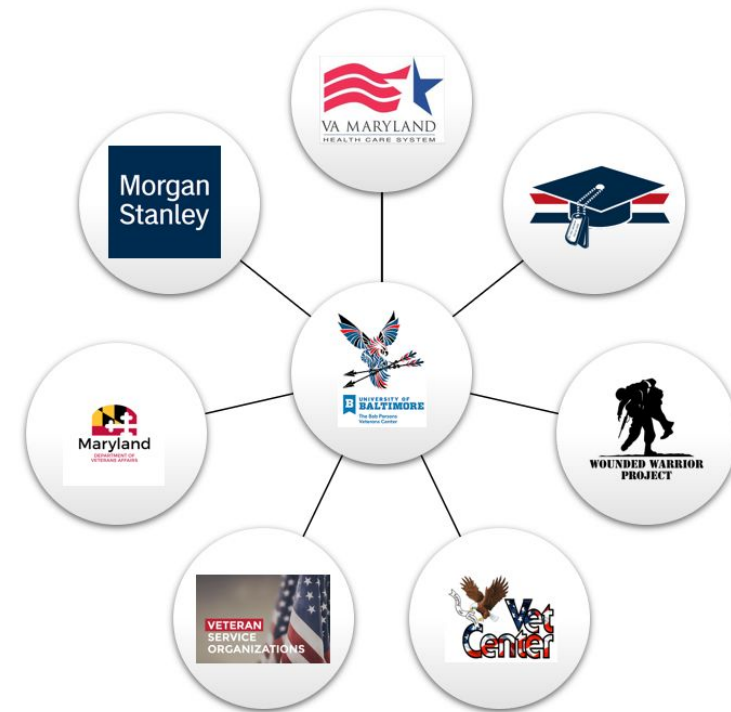 VA MARYLAND
HEALTH CARE SYSTEM
Morgan
Stanley
UNIVERSITY OF
B BALTIMORE
The Bob Parsons
Veterans Center
Maryland
DEPARTMENT OF
VETERANS AFFAIRS
WOUNDED WARRIOR
PROJECT
VETERAN
SERVICE
ORGANIZATIONS
Vet
Center